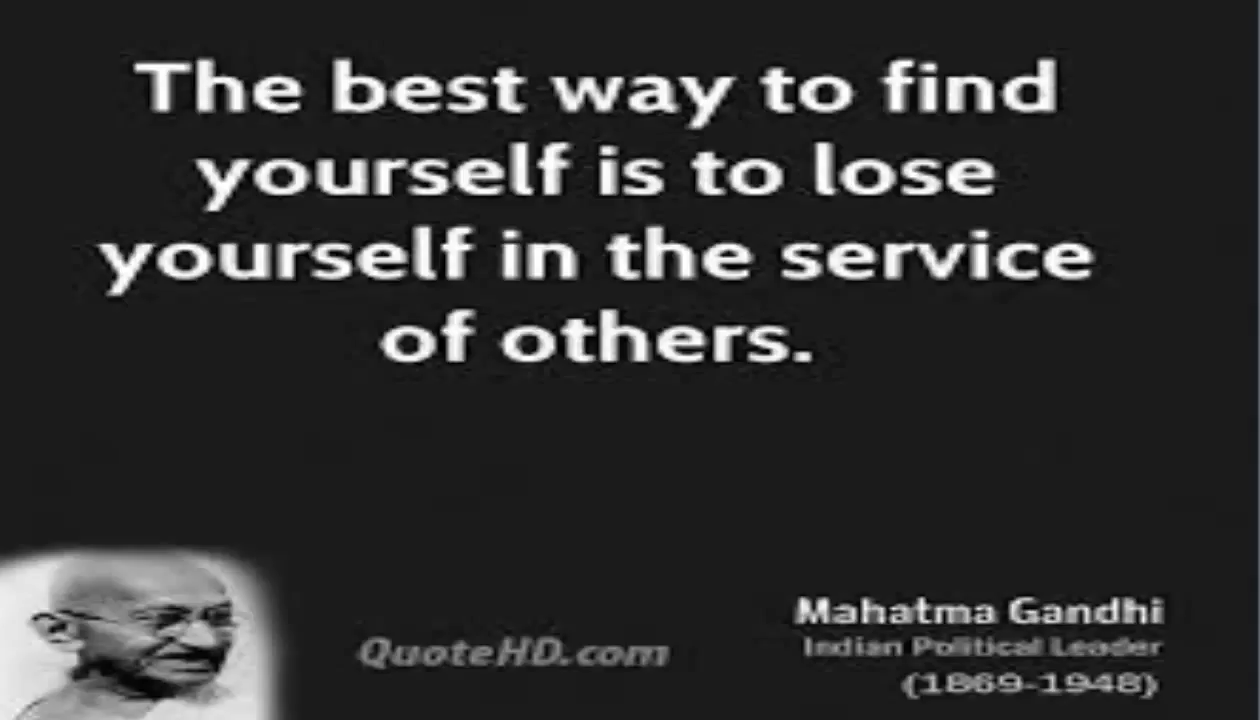 The best way to find
yourself is to lose
yourself in the service
of others.
QuoteHD.com
Mahatma Gandhi
Indian Political Leader
(1869-1948)